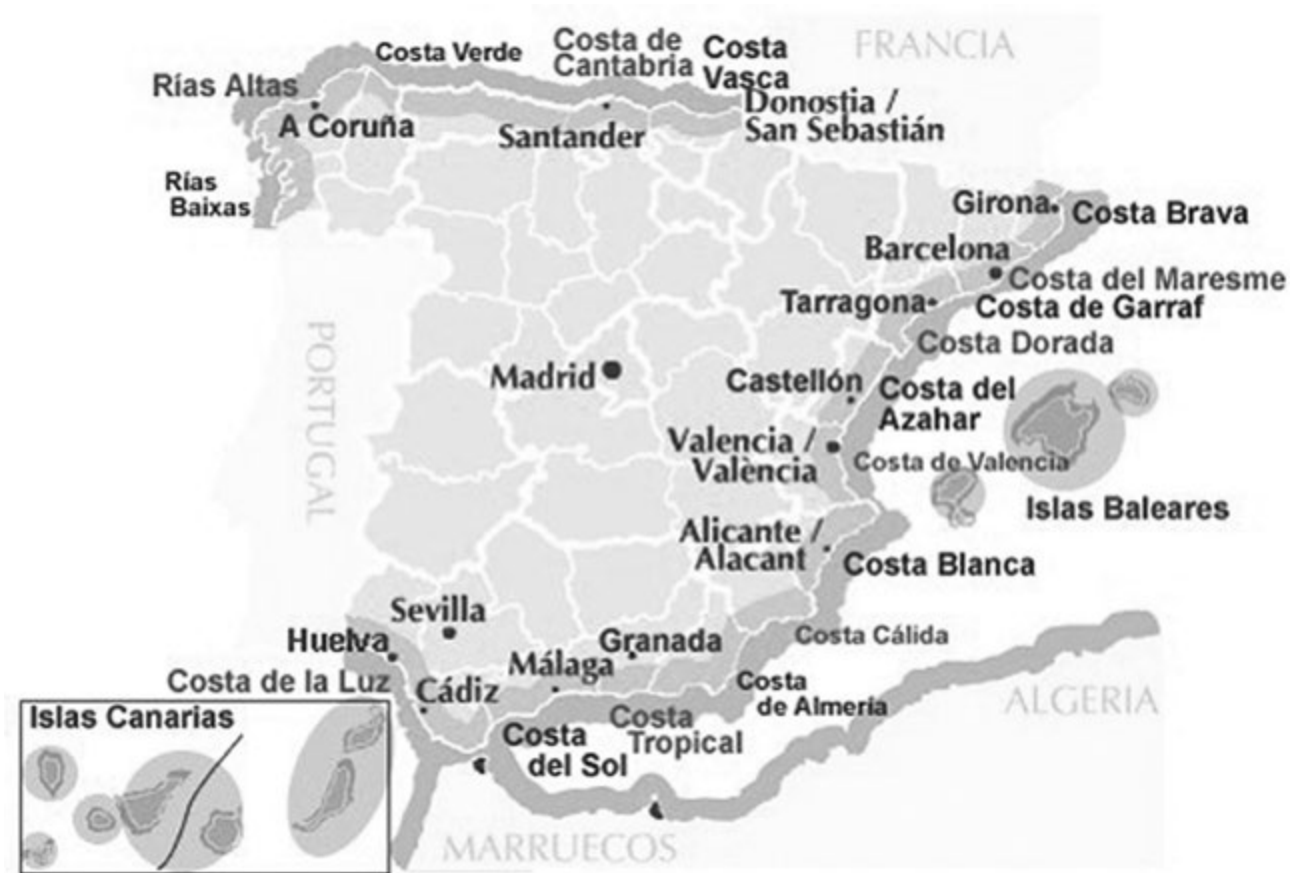 Costa Verde
Costa de
Cantabria
Costa
Vasca
FRANCIA
Rías Altas
A Coruña
Santander
Donostia /
San Sebastián
Rías
Baixas
Girona
Costa Brava
Barcelona
Costa del Maresme
Tarragona
Costa de Garraf
Costa Dorada
PORTUGAL
Madrid
Castellón
Costa del
Azahar
Valencia /
València
Costa de Valencia
Islas Baleares
Alicante /
Alacant
Costa Blanca
Sevilla
Huelva
Granada
Costa Cálida
Málaga
Costa de la Luz
Cádiz
Costa
de Almería
ALGERIA
Islas Canarias
Costa
Tropical
Costa
del Sol
MARRUECOS